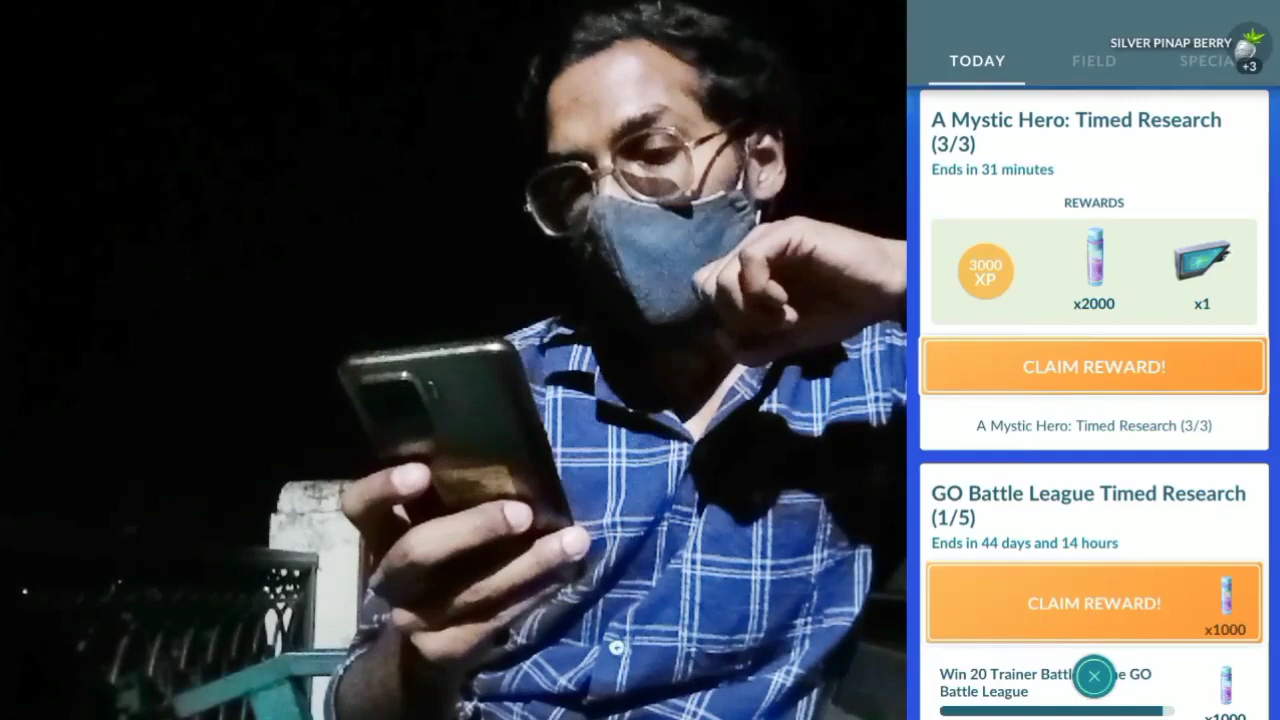 SILVER PINAP BERRY
+3
TODAY
FIELD
SPECIA
A Mystic Hero: Timed Research
(3/3)
Ends in 31 minutes
REWARDS
3000
XP
x2000
x1
CLAIM REWARD!
A Mystic Hero: Timed Research (3/3)
GO Battle League Timed Research
(1/5)
Ends in 44 days and 14 hours
CLAIM REWARD!
x1000
Win 20 Trainer Battl e GO
Battle League
x1000